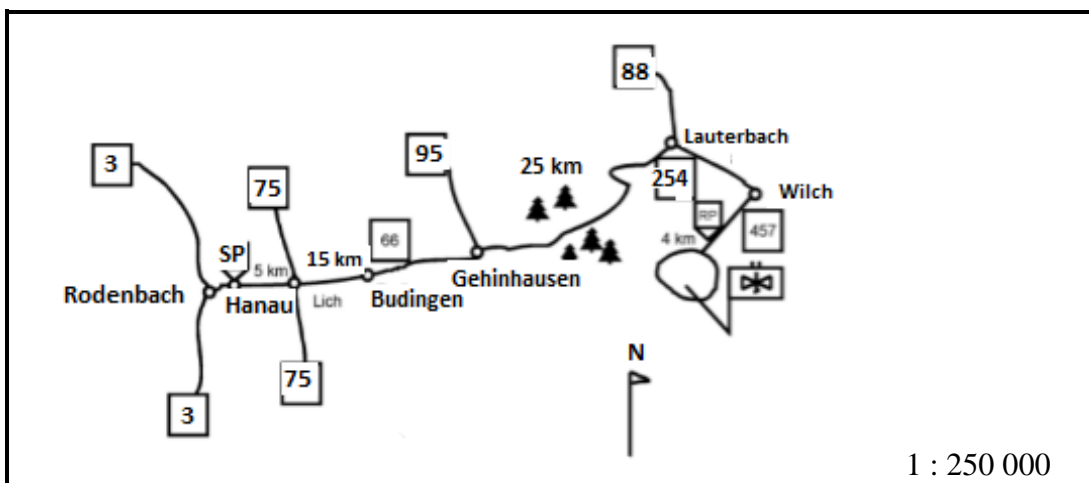 88
Lauterbach
3
95
25 km
254
75
Wilch
RP
66
457
SP
15 km
4 km
5 km
Gehinhausen
Rodenbach
Hanau
Lich
Budingen
N
75
3
1 : 250 000